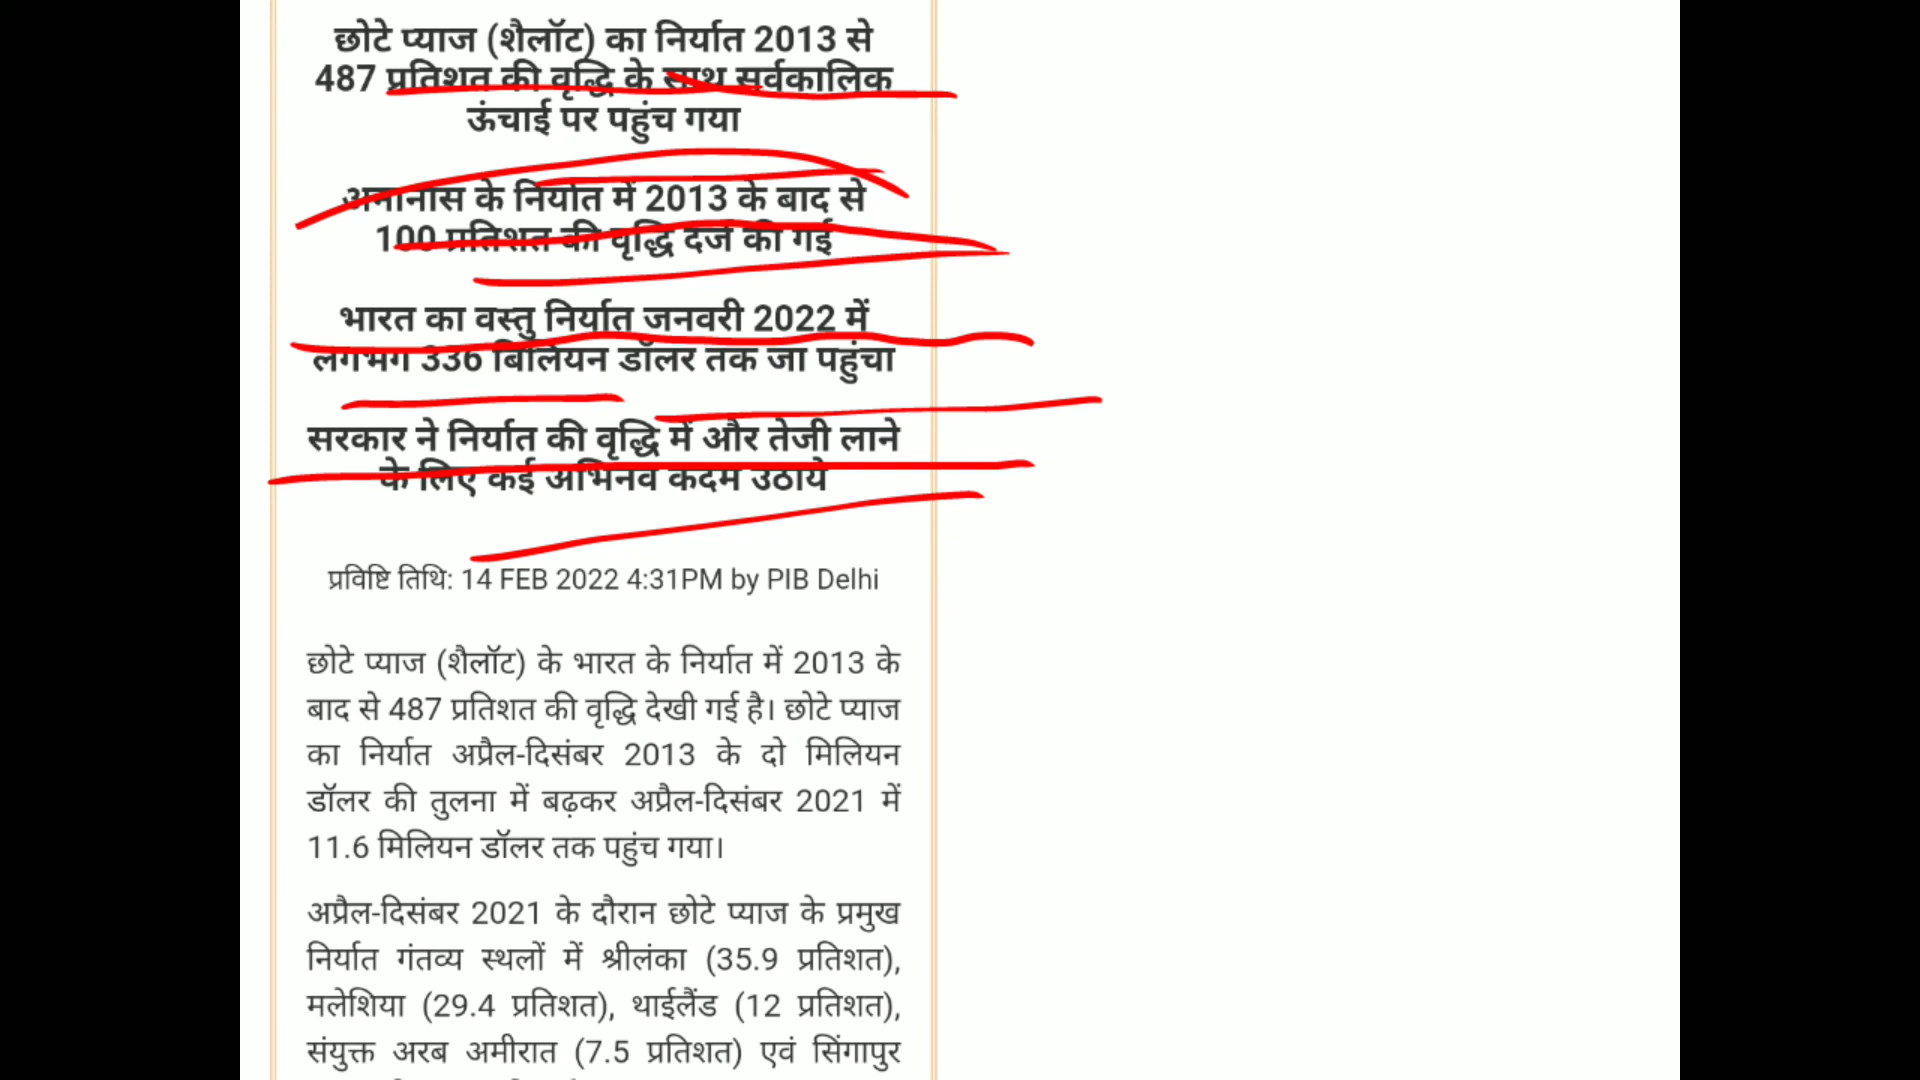 छोटे प्याज (शैलॉट) का निर्यात 2013 से
487 प्रतिशत की वृद्धि के साथ सर्वकालिक
ऊंचाई पर पहुंच गया
अनानास के निर्यात में 2013 के बाद से
100 प्रतिशत की वृद्धि दर्ज की गई
भारत का वस्तु निर्यात जनवरी 2022 में
लगभग 336 बिलियन डॉलर तक जा पहुंचा
सरकार ने निर्यात की वृद्धि में और तेजी लाने
के लिए कई अभिनव कदम उठाये
प्रविष्टि तिथि: 14 FEB 2022 4:31PM by PIB Delhi
छोटे प्याज (शैलॉट) के भारत के निर्यात में 2013 के
बाद से 487 प्रतिशत की वृद्धि देखी गई है। छोटे प्याज
का निर्यात अप्रैल-दिसंबर 2013 के दो मिलियन
डॉलर की तुलना में बढ़कर अप्रैल-दिसंबर 2021 में
11.6 मिलियन डॉलर तक पहुंच गया।
अप्रैल-दिसंबर 2021 के दौरान छोटे प्याज के प्रमुख
निर्यात गंतव्य स्थलों में श्रीलंका (35.9 प्रतिशत),
मलेशिया (29.4 प्रतिशत), थाईलैंड (12 प्रतिशत),
संयुक्त अरब अमीरात (7.5 प्रतिशत) एवं सिंगापुर